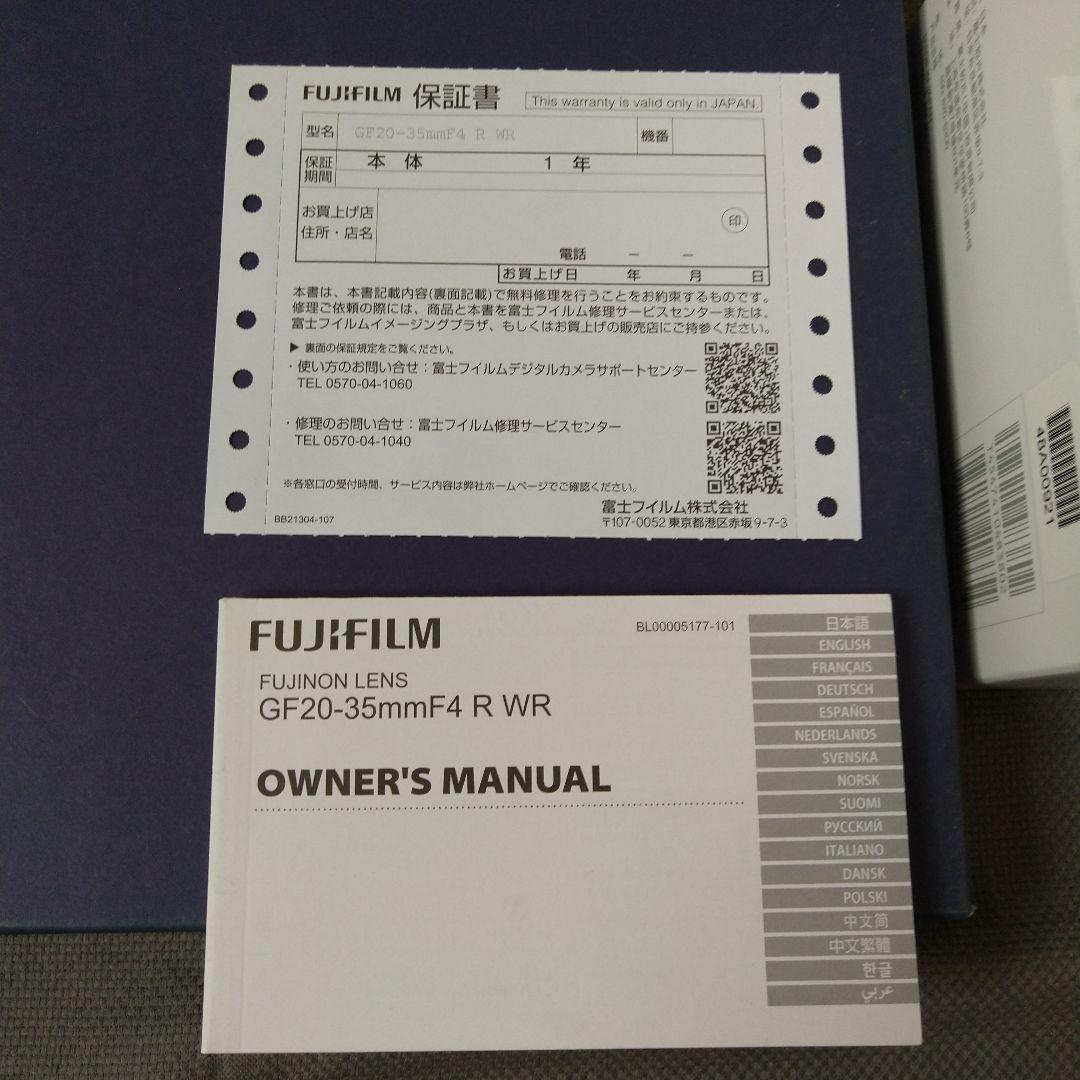 FUJIFILM 保証書 This warranty is valid only in JAPAN.
型名 GF20-35mmF4 R WR 機番
保証期間 本 体 1 年
お買上げ店
住所・店名
印
電話 － －
お買上げ日 年 月 日
本書は、本書記載内容(裏面記載)で無料修理を行うことをお約束するものです。
修理ご依頼の際には、商品と本書を富士フイルム修理サービスセンターまたは、
富士フイルムイメージングプラザ、もしくはお買上げの販売店にご持参ください。
▶ 裏面の保証規定をご覧ください。
・使い方のお問い合せ：富士フイルムデジタルカメラサポートセンター
TEL 0570-04-1060
・修理のお問い合せ：富士フイルム修理サービスセンター
TEL 0570-04-1040
※各窓口の受付時間、サービス内容は弊社ホームページでご確認ください。
富士フイルム株式会社
BB21304-107
〒107-0052 東京都港区赤坂 9-7-3
FUJIFILM
BL00005177-101
FUJINON LENS
GF20-35mmF4 R WR
OWNER'S MANUAL
日本語
ENGLISH
FRANÇAIS
DEUTSCH
ESPAÑOL
NEDERLANDS
SVENSKA
NORSK
SUOMI
РУССКИЙ
ITALIANO
DANSK
POLSKI
中文简
中文繁體
한글
عربي
4BA00921